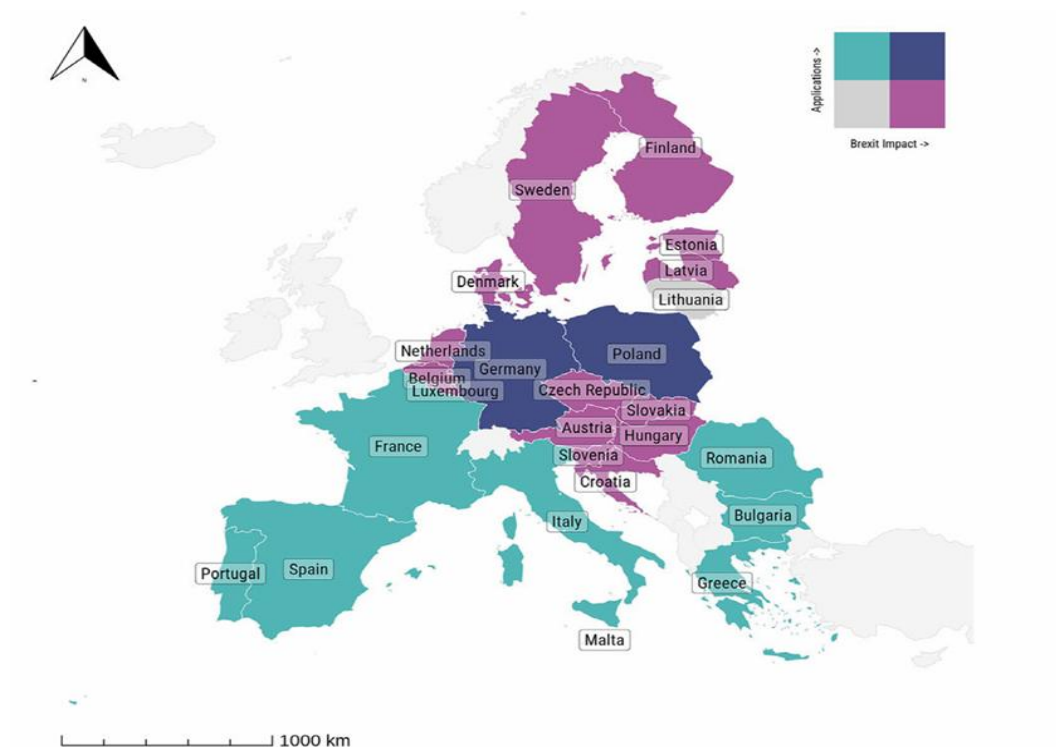 N
Applications ->
Brexit Impact ->
Finland
Sweden
Estonia
Latvia
Denmark
Lithuania
Netherlands
Poland
Germany
Belgium
Czech Republic
Luxembourg
Slovakia
Austria
Hungary
France
Slovenia
Romania
Croatia
Bulgaria
Italy
Portugal
Spain
Greece
Malta
1000 km